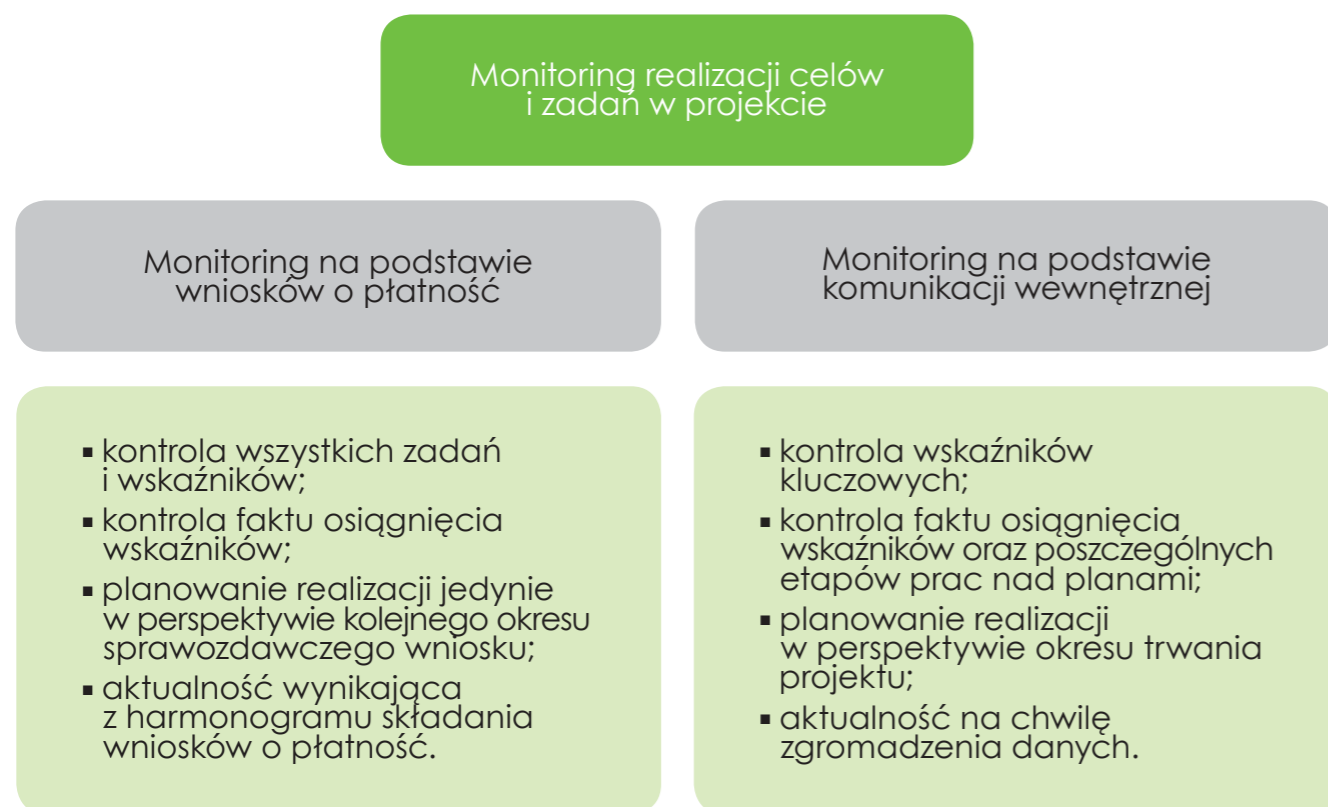 Monitoring realizacji celów
i zadań w projekcie
Monitoring na podstawie
wniosków o płatność
Monitoring na podstawie
komunikacji wewnętrznej
▪ kontrola wszystkich zadań
i wskaźników;
▪ kontrola faktu osiągnięcia
wskaźników;
▪ planowanie realizacji jedynie
w perspektywie kolejnego okresu
sprawozdawczego wniosku;
▪ aktualność wynikająca
z harmonogramu składania
wniosków o płatność.
▪ kontrola wskaźników
kluczowych;
▪ kontrola faktu osiągnięcia
wskaźników oraz poszczególnych
etapów prac nad planami;
▪ planowanie realizacji
w perspektywie okresu trwania
projektu;
▪ aktualność na chwilę
zgromadzenia danych.